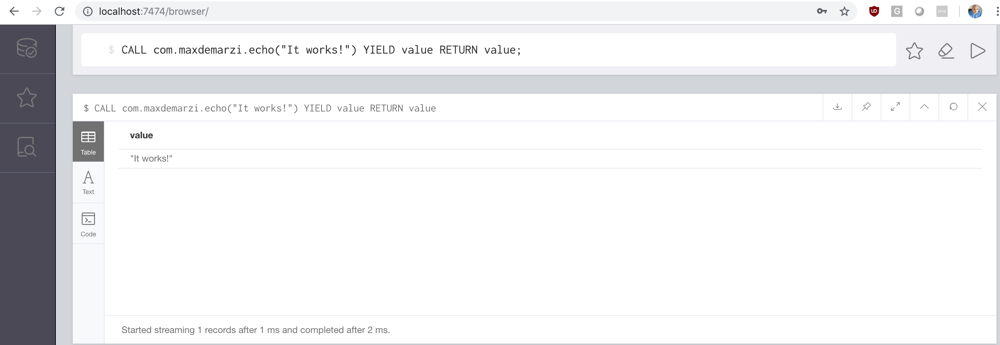 localhost:7474/browser/
UO
G
pexip
$ CALL com.maxdemarzi.echo("It works!") YIELD value RETURN value;
$ CALL com.maxdemarzi.echo("It works!") YIELD value RETURN value
value
Table
"It works!"
Text
Code
Started streaming 1 records after 1 ms and completed after 2 ms.